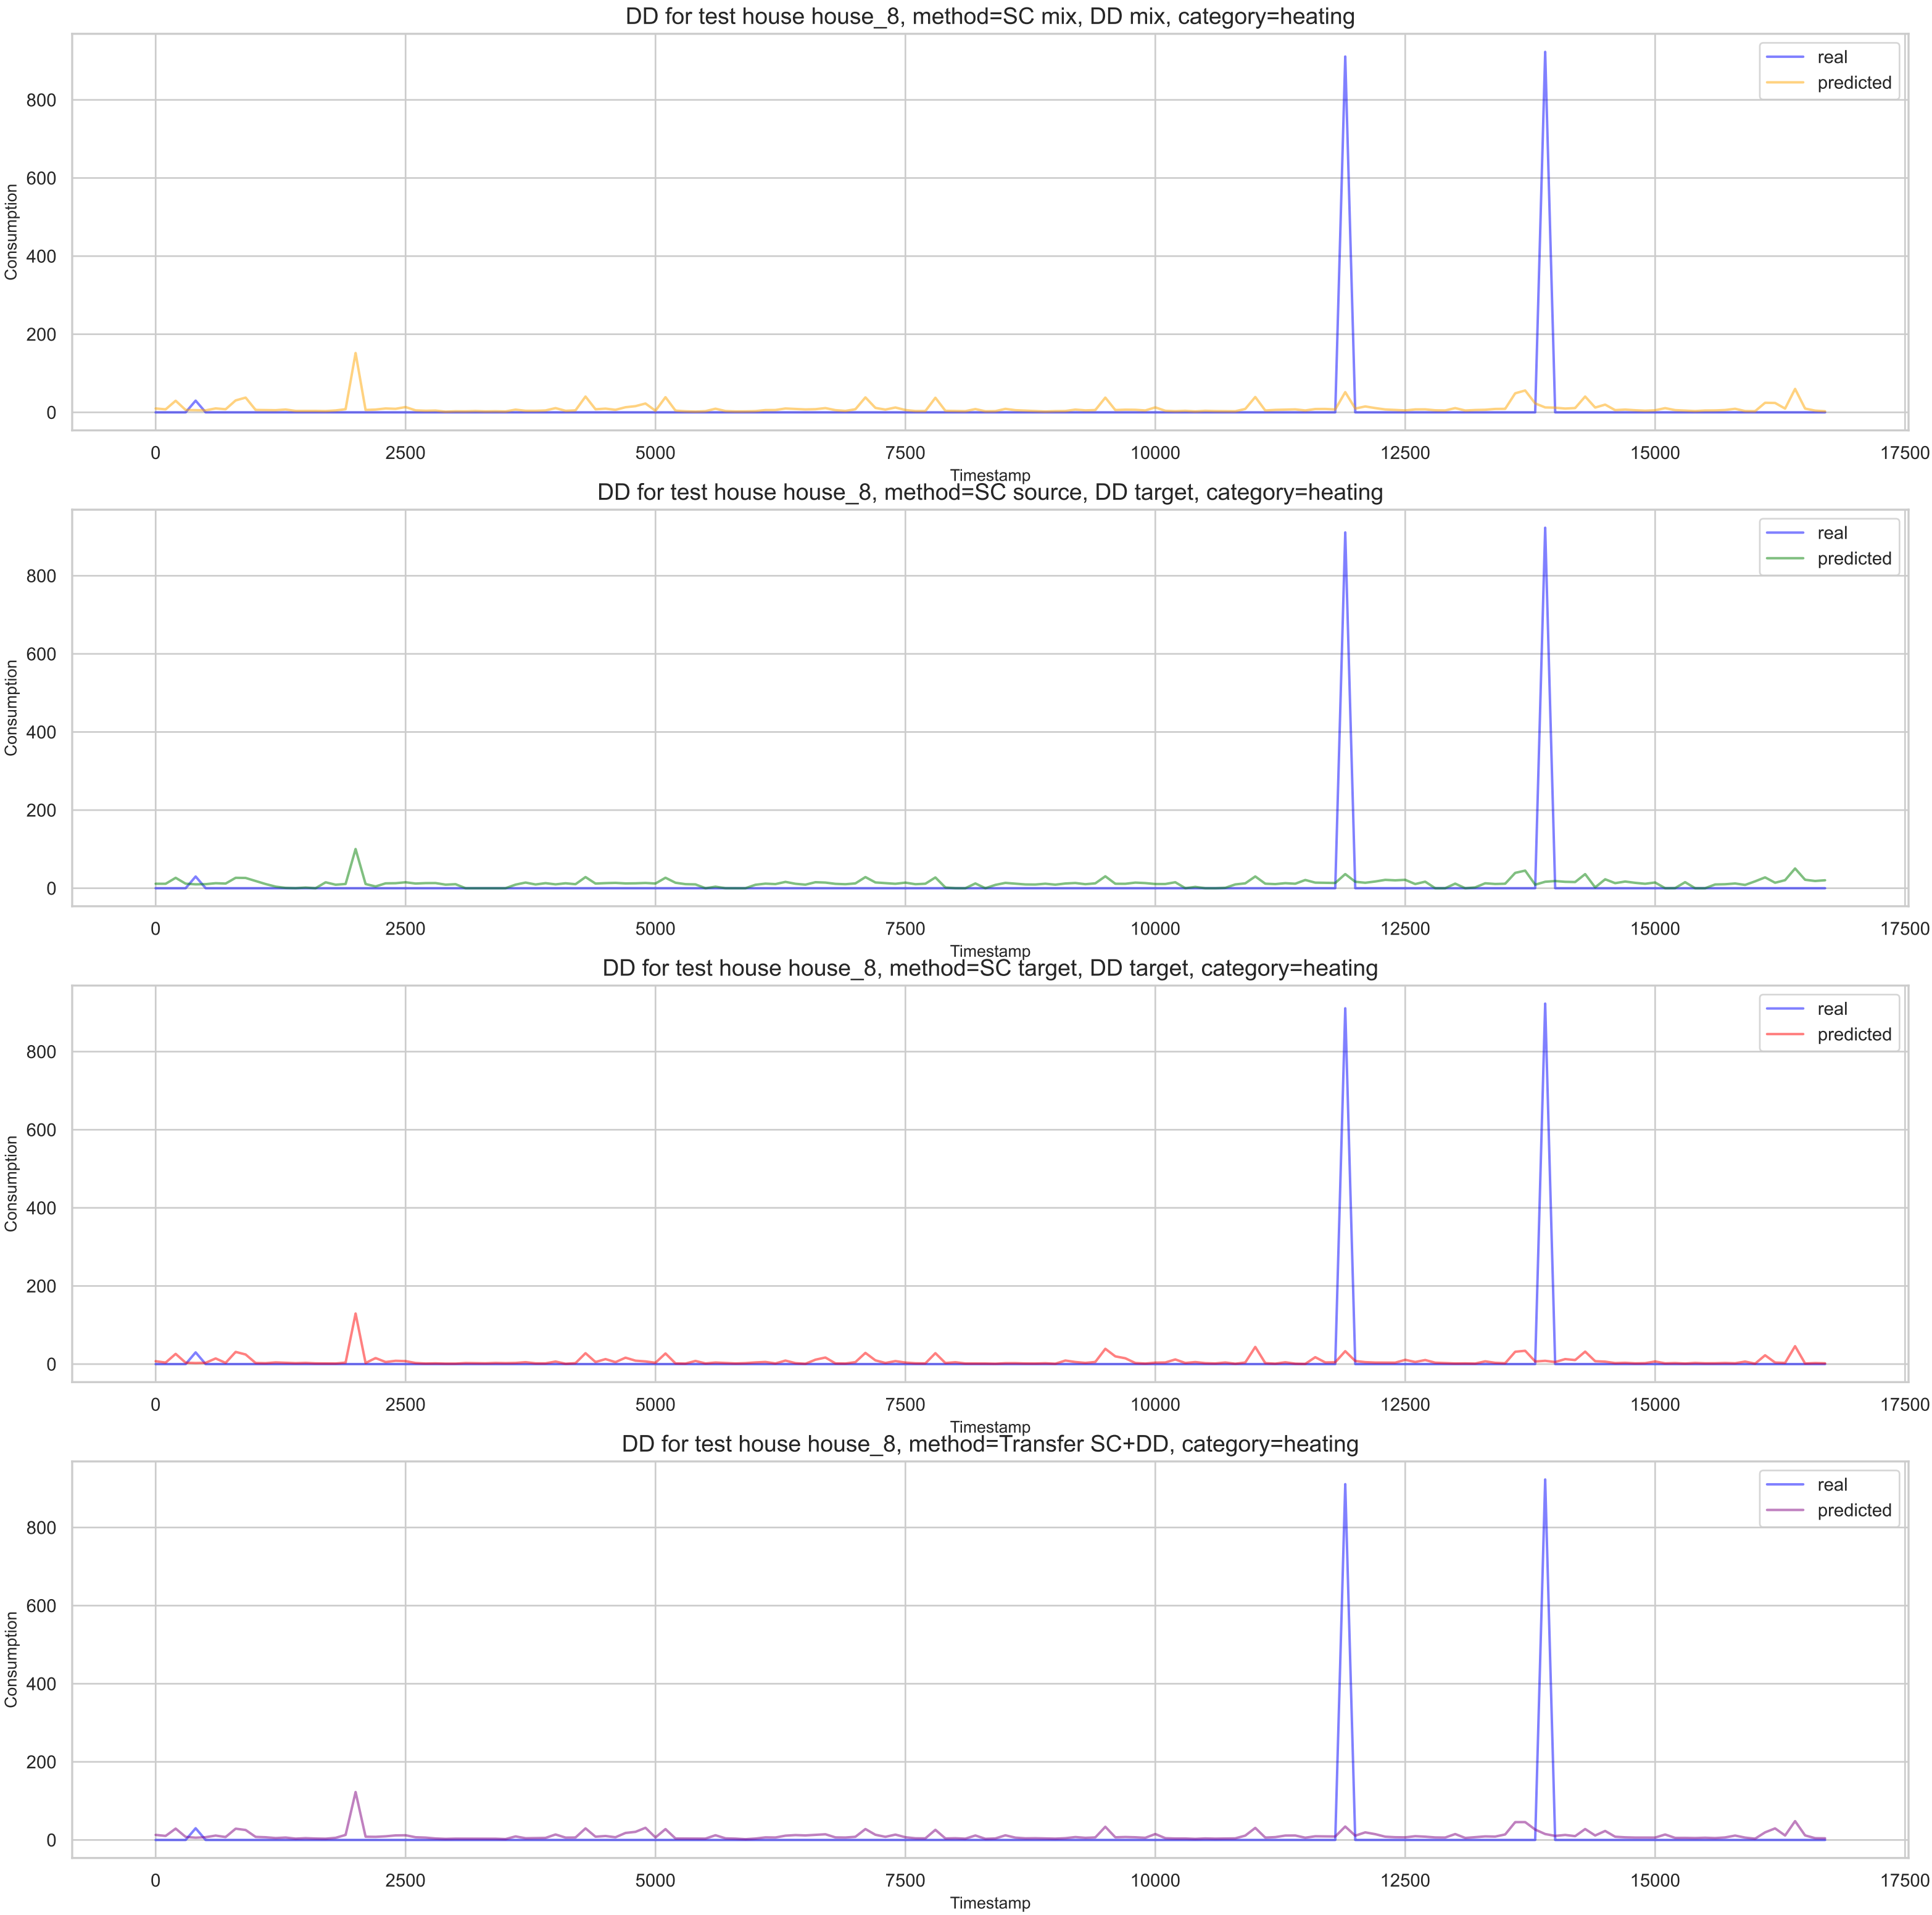 DD for test house house_8, method=SC mix, DD mix, category=heating
real
predicted
800
600
400
200
0
Consumption
0 2500 5000 7500 10000 12500 15000 17500
Timestamp
DD for test house house_8, method=SC source, DD target, category=heating
real
predicted
800
600
400
200
0
Consumption
0 2500 5000 7500 10000 12500 15000 17500
Timestamp
DD for test house house_8, method=SC target, DD target, category=heating
real
predicted
800
600
400
200
0
Consumption
0 2500 5000 7500 10000 12500 15000 17500
Timestamp
DD for test house house_8, method=Transfer SC+DD, category=heating
real
predicted
800
600
400
200
0
Consumption
0 2500 5000 7500 10000 12500 15000 17500
Timestamp